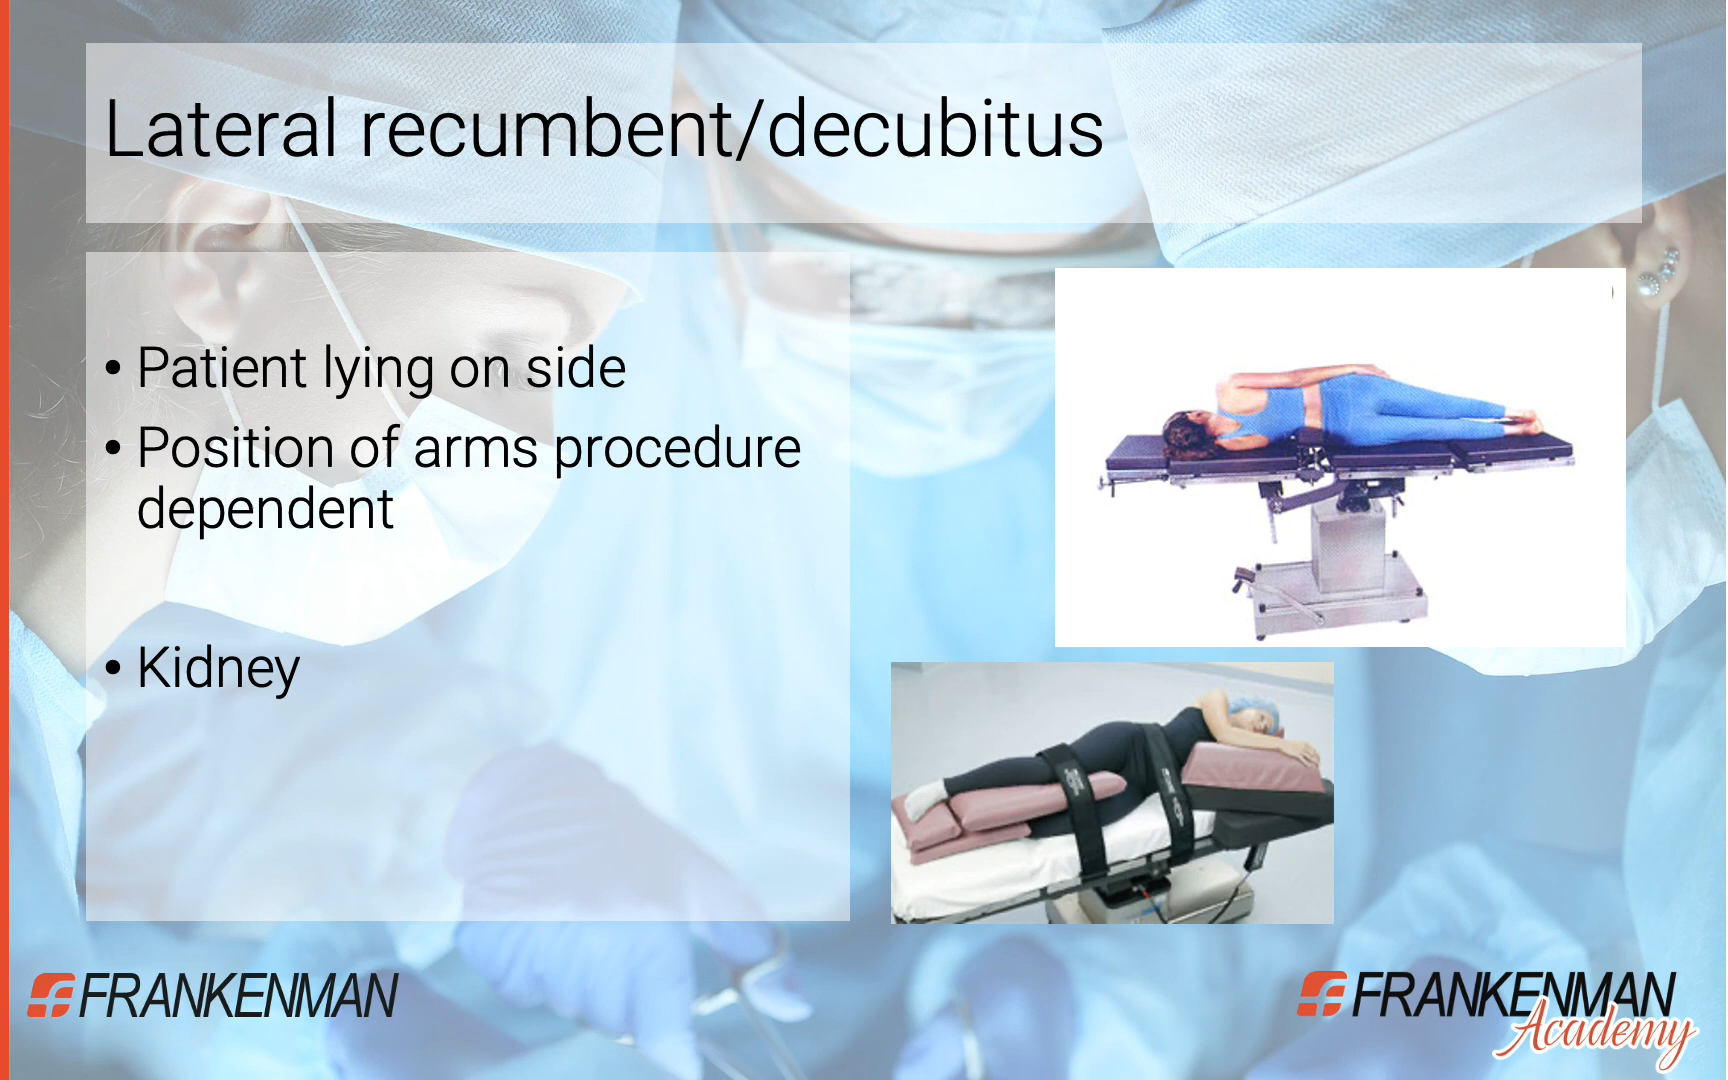 Lateral recumbent/decubitus
• Patient lying on side
• Position of arms procedure
dependent
• Kidney
FRANKENMAN
FRANKENMAN
Academy